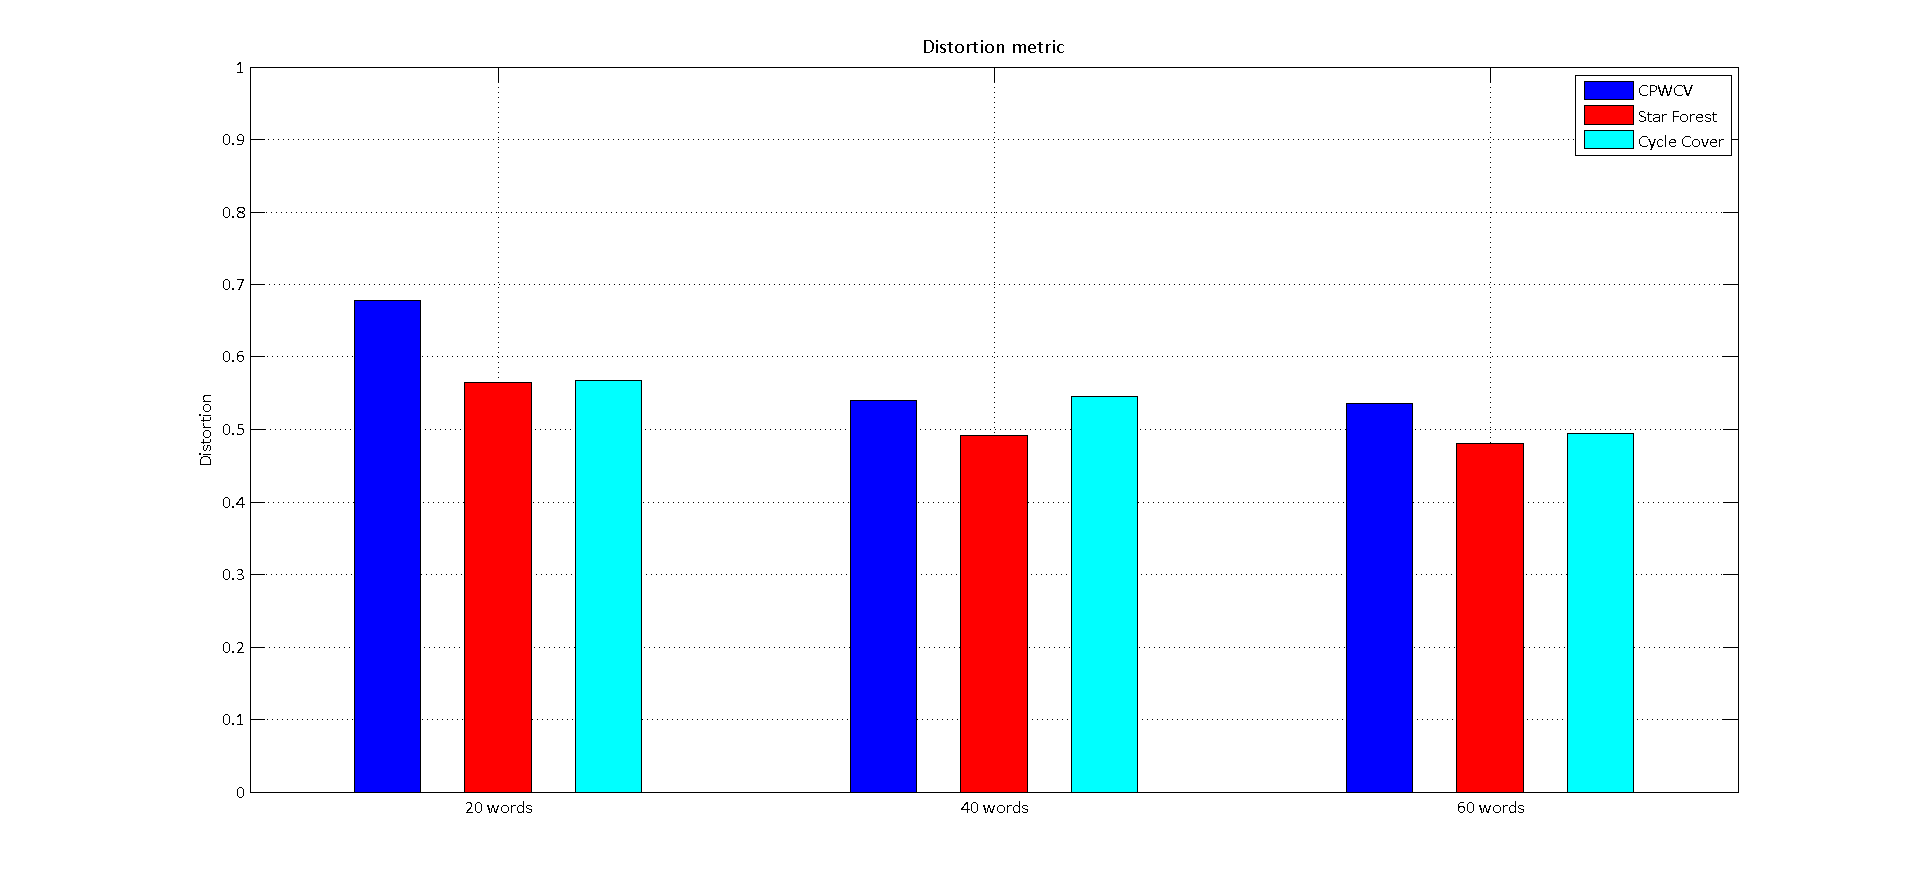 Distortion metric
1
0.9
0.8
0.7
0.6
0.5
0.4
0.3
0.2
0.1
0
Distortion
CPWCV
Star Forest
Cycle Cover
20 words
40 words
60 words